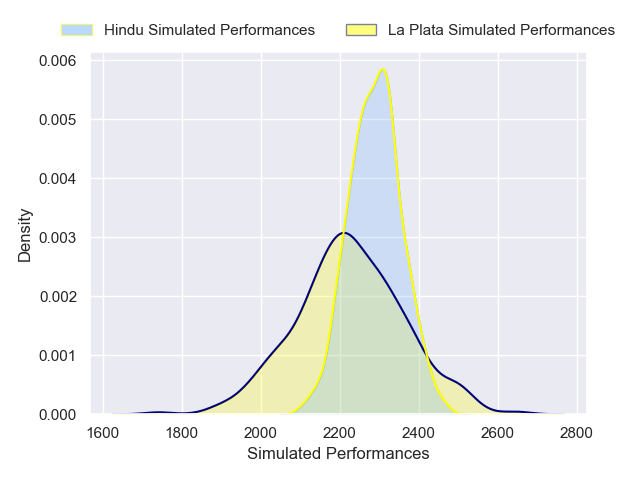 Hindu Simulated Performances La Plata Simulated Performances
0.006
0.005
0.004
0.003
0.002
0.001
0.000
Density
1600 1800 2000 2200 2400 2600 2800
Simulated Performances